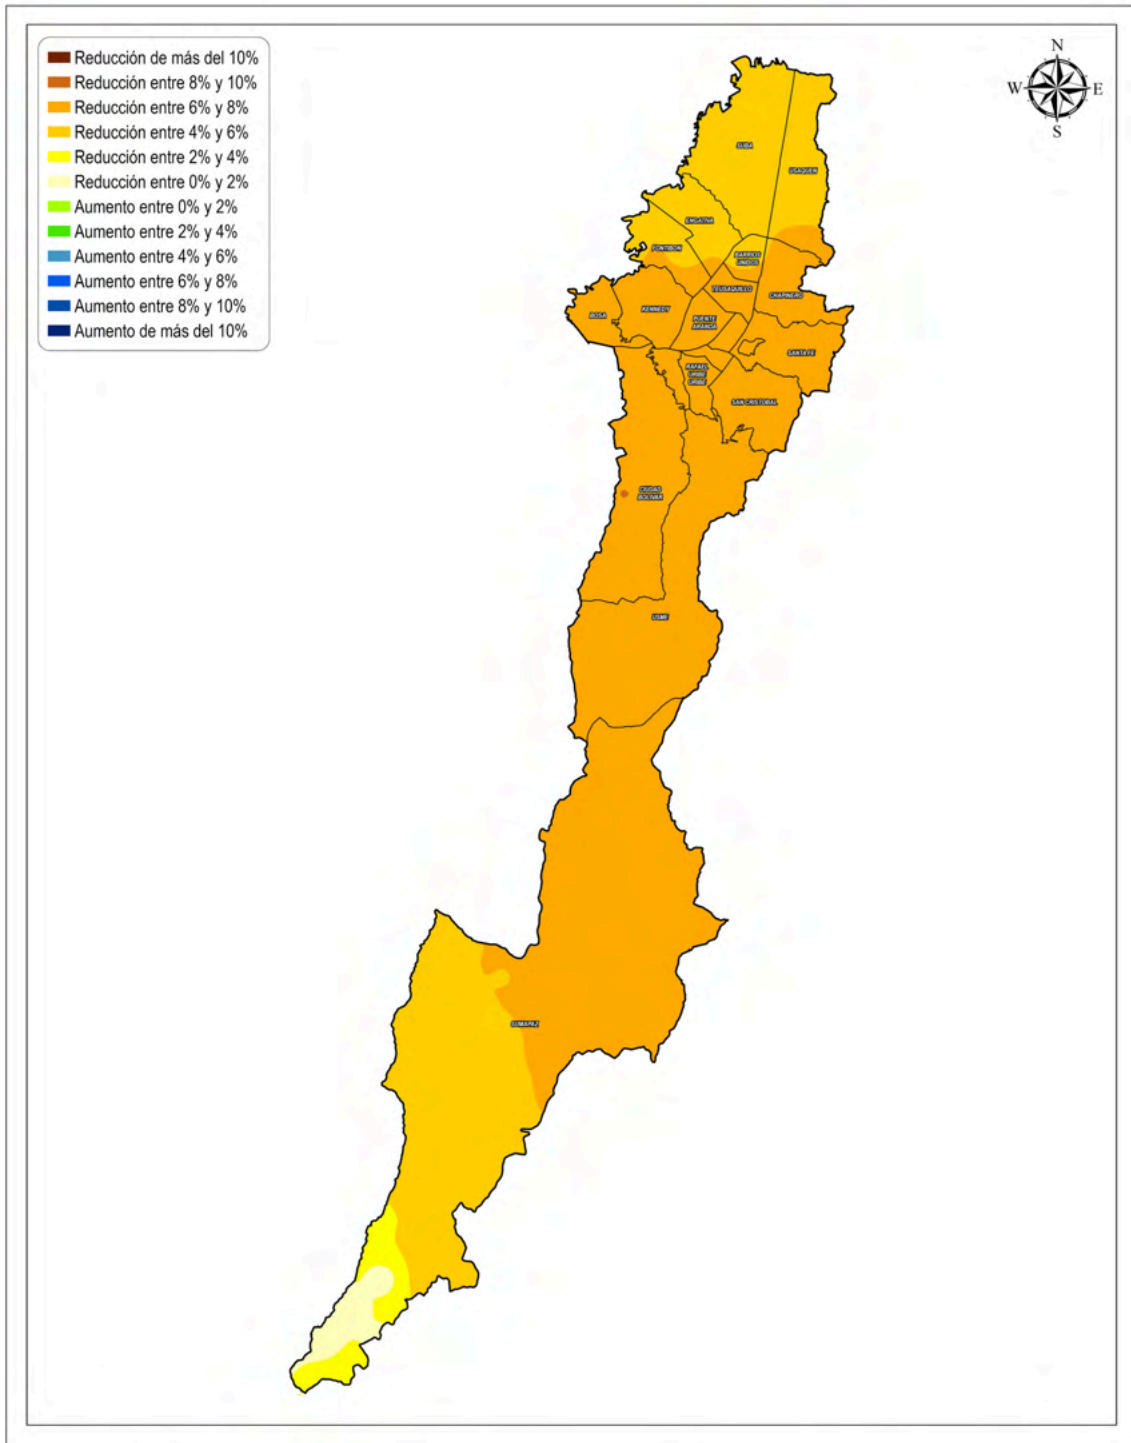 Reducción de más del 10%
Reducción entre 8% y 10%
Reducción entre 6% y 8%
Reducción entre 4% y 6%
Reducción entre 2% y 4%
Reducción entre 0% y 2%
Aumento entre 0% y 2%
Aumento entre 2% y 4%
Aumento entre 4% y 6%
Aumento entre 6% y 8%
Aumento entre 8% y 10%
Aumento de más del 10%
N
W E
S
SUBA
USAQUEN
ENGATIVA
FONTIBON
BARRIOS
UNIDOS
TEUSAQUILLO
CHAPINERO
BOSA
KENNEDY
PUENTE
ARANDA
SANTA FE
RAFAEL
URIBE
URIBE
SAN CRISTOBAL
CIUDAD
BOLIVAR
USME
SUMAPAZ